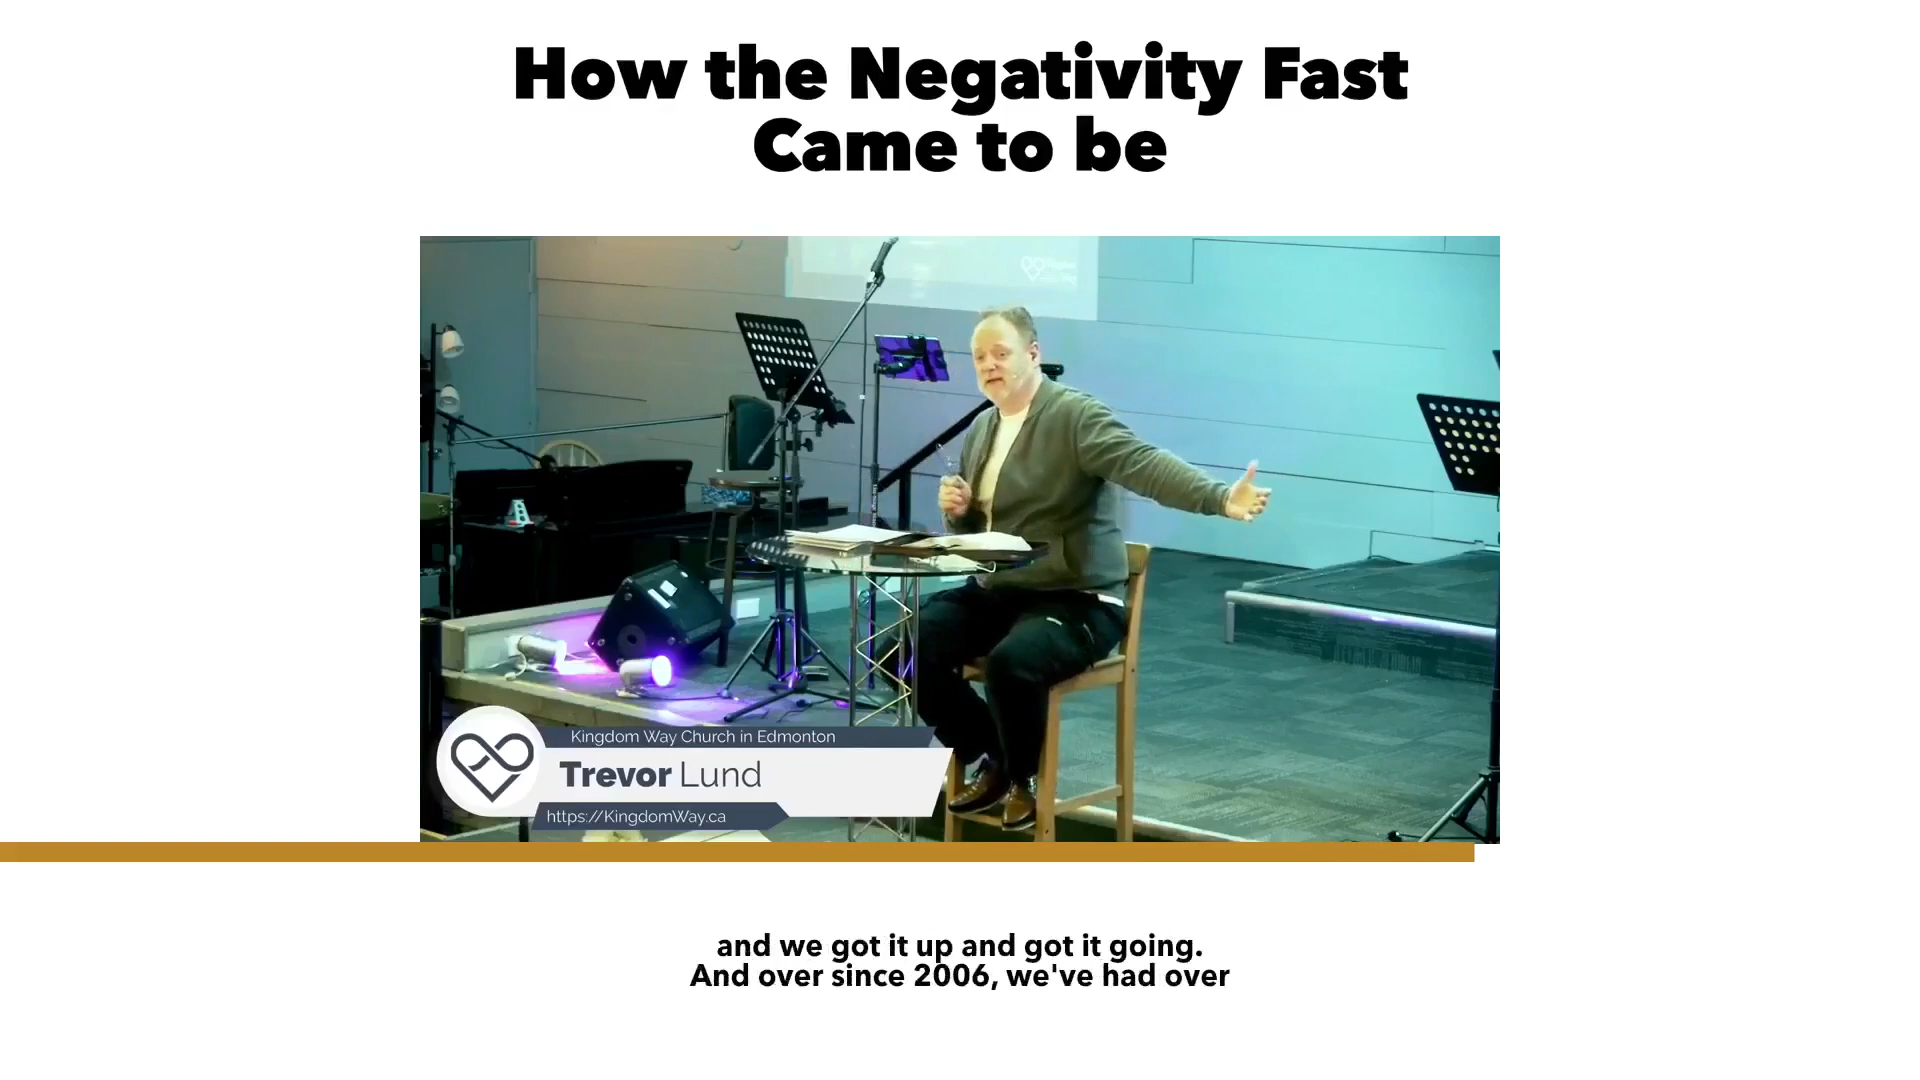 How the Negativity Fast
Came to be
Kingdom Way Church in Edmonton
Trevor Lund
https://KingdomWay.ca
and we got it up and got it going.
And over since 2006, we've had over